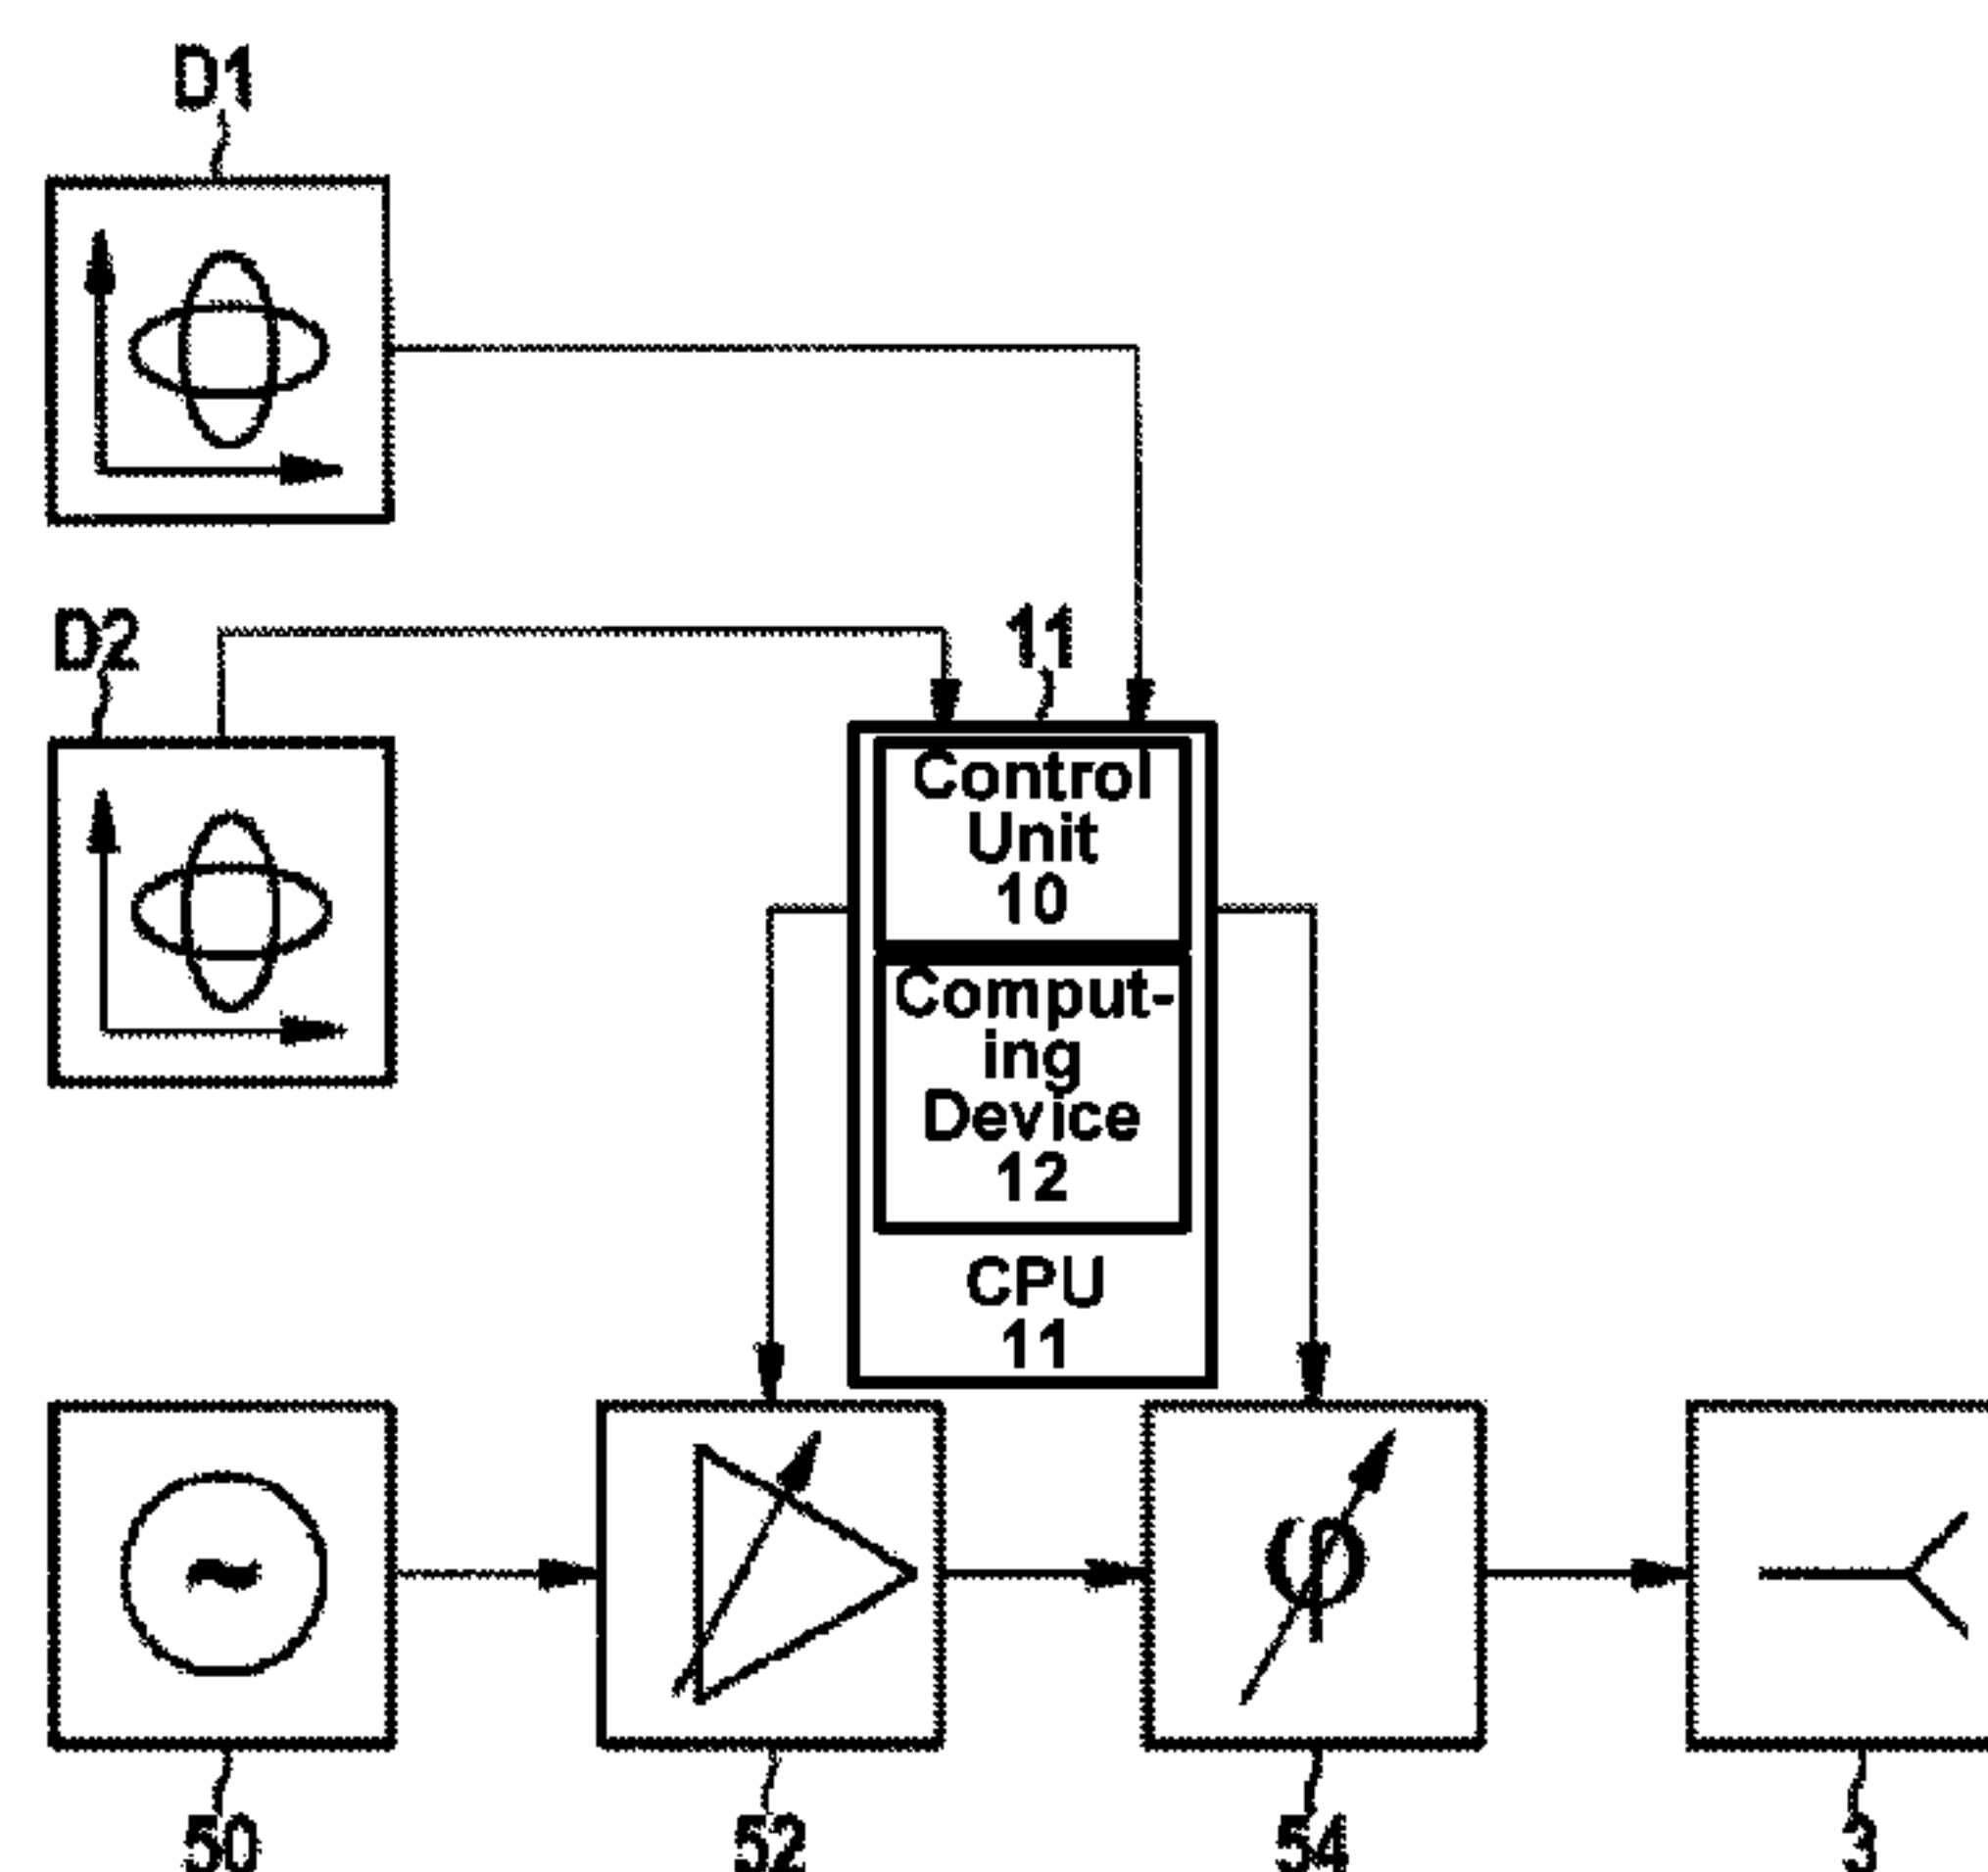 D1
D2
11
Control
Unit
10
Comput-
ing
Device
12
CPU
11
~
φ
50
52
54
3